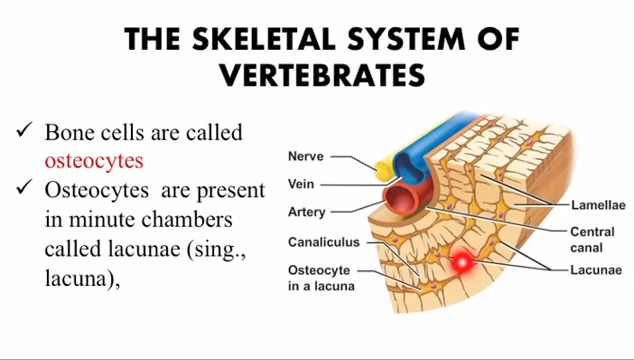 THE SKELETAL SYSTEM OF
VERTEBRATES
✓ Bone cells are called
osteocytes
✓ Osteocytes are present
in minute chambers
called lacunae (sing.,
lacuna),
Nerve
Vein
Artery
Canaliculus
Osteocyte
in a lacuna
Lamellae
Central
canal
Lacunae